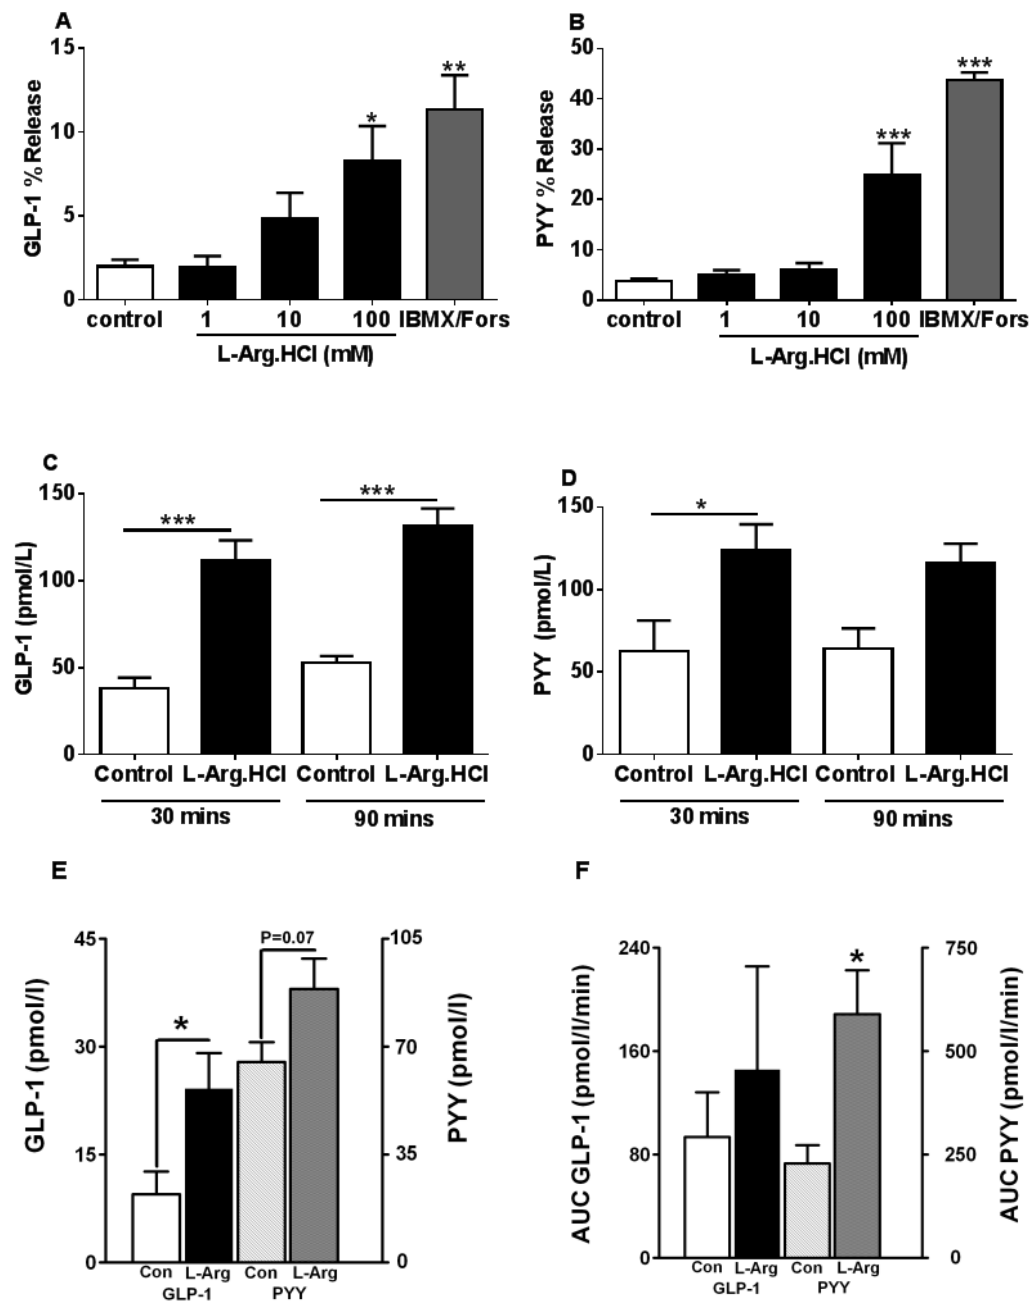 A
GLP-1 % Release
15
10
5
0
*
**
control 1 10 100 IBMX/Fors
L-Arg.HCl (mM)
B
PYY % Release
50
40
30
20
10
0
***
***
control 1 10 100 IBMX/Fors
L-Arg.HCl (mM)
C
GLP-1 (pmol/L)
150
100
50
0
***
***
Control L-Arg.HCl Control L-Arg.HCl
30 mins 90 mins
D
PYY (pmol/L)
150
100
50
0
*
Control L-Arg.HCl Control L-Arg.HCl
30 mins 90 mins
E
GLP-1 (pmol/l)
45
30
15
0
*
P=0.07
105
70
35
0
PYY (pmol/l)
Con L-Arg Con L-Arg
GLP-1 PYY
F
AUC GLP-1 (pmol/l/min)
240
160
80
0
*
750
500
250
0
AUC PYY (pmol/l/min)
Con L-Arg Con L-Arg
GLP-1 PYY